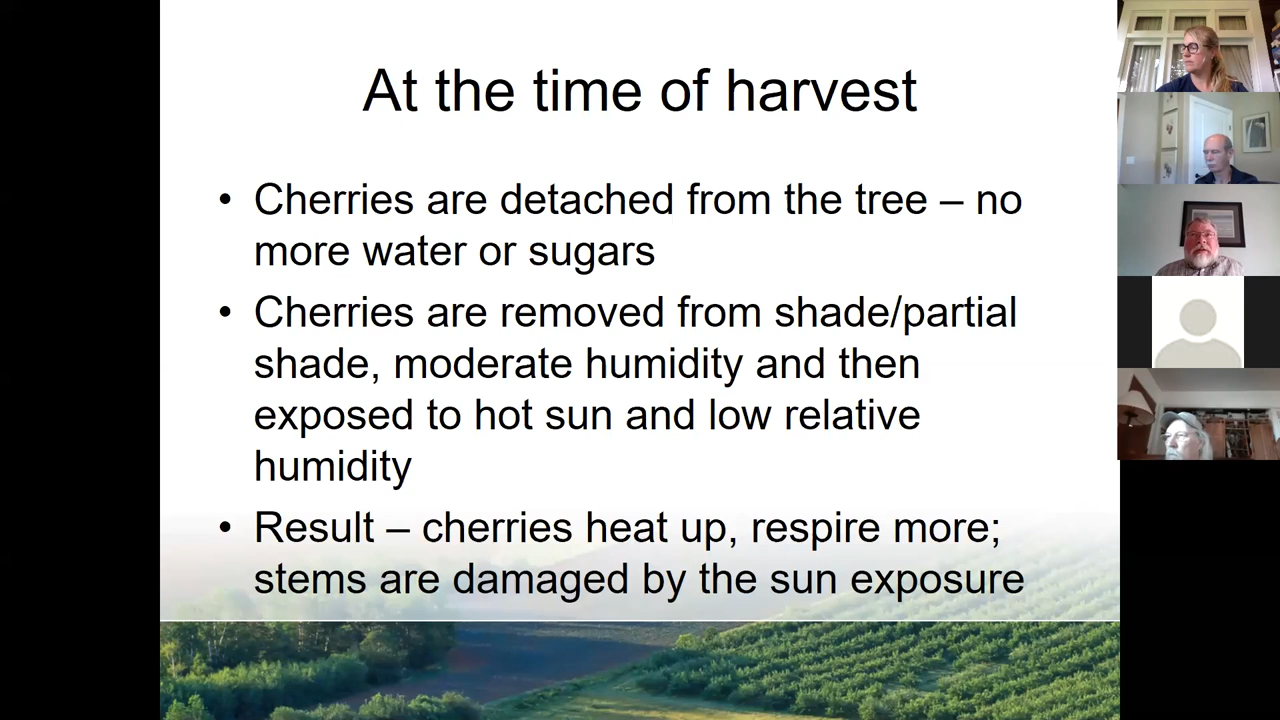 At the time of harvest
• Cherries are detached from the tree – no
more water or sugars
• Cherries are removed from shade/partial
shade, moderate humidity and then
exposed to hot sun and low relative
humidity
• Result – cherries heat up, respire more;
stems are damaged by the sun exposure